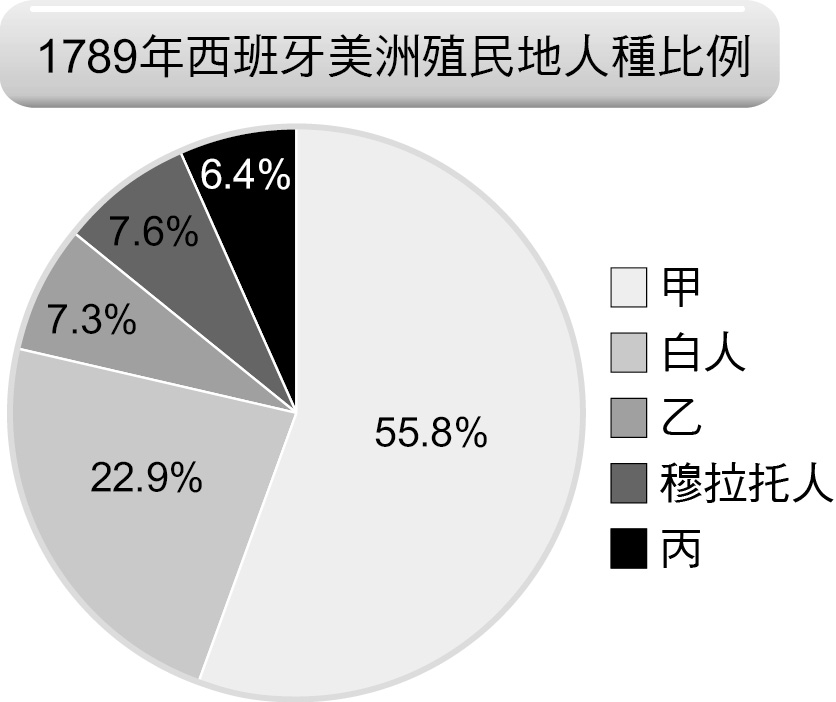 1789年西班牙美洲殖民地人種比例
6.4%
7.6%
7.3%
22.9%
55.8%
甲
白人
乙
穆拉托人
丙